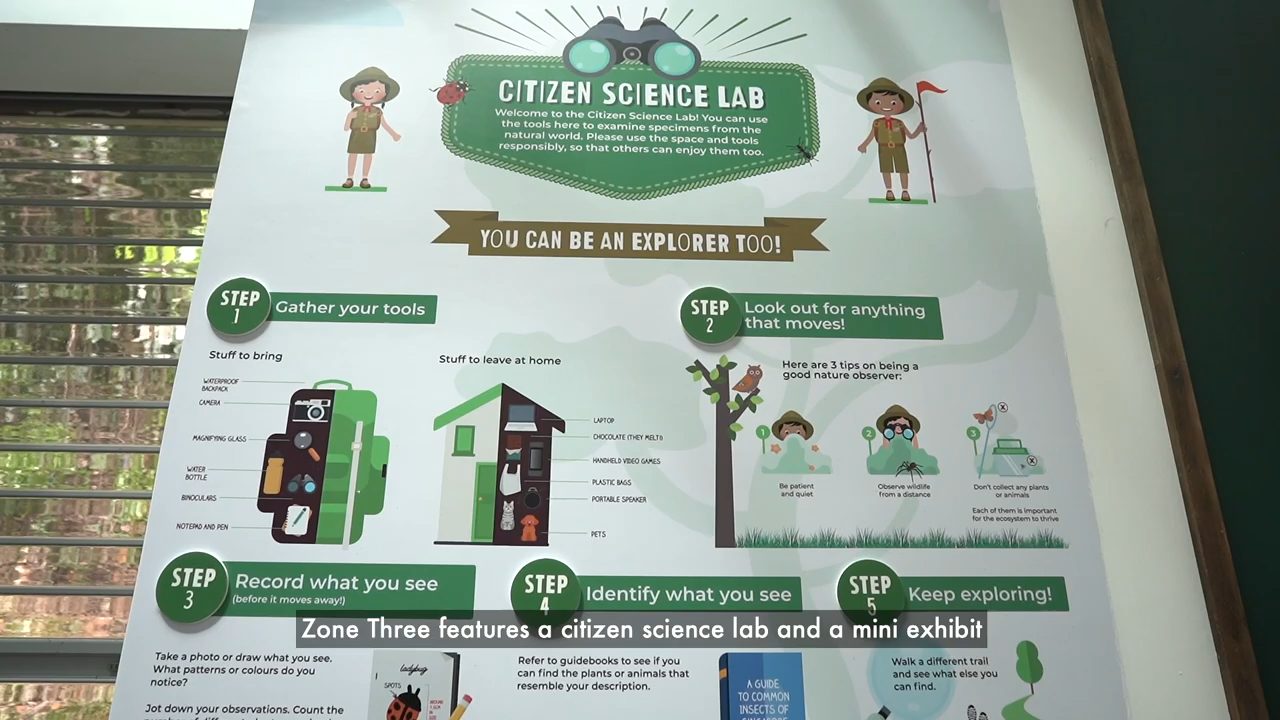 CITIZEN SCIENCE LAB
Welcome to the Citizen Science Lab! You can use
the tools here to examine specimens from the
natural world. Please use the space and tools
responsibly, so that others can enjoy them too.
YOU CAN BE AN EXPLORER TOO!
STEP
1
Gather your tools
Stuff to bring
WATERPROOF
BACKPACK
CAMERA
MAGNIFYING GLASS
WATER
BOTTLE
BINOCULARS
NOTEPAD AND PEN
Stuff to leave at home
LAPTOP
CHOCOLATE (THEY MELT!)
HANDHELD VIDEO GAMES
PLASTIC BAGS
PORTABLE SPEAKER
PETS
STEP
2
Look out for anything
that moves!
Here are 3 tips on being a
good nature observer:
1
Be patient
and quiet
2
Observe wildlife
from a distance
3
Don't collect any plants
or animals
Each of them is important
for the ecosystem to thrive
STEP
3
Record what you see
(before it moves away!)
Take a photo or draw what you see.
What patterns or colours do you
notice?
Jot down your observations. Count the
ladybug
SPOTS
STEP
4
Identify what you see
Refer to guidebooks to see if you
can find the plants or animals that
resemble your description.
A GUIDE
TO COMMON
INSECTS OF
STEP
5
Keep exploring!
Walk a different trail
and see what else you
can find.
Zone Three features a citizen science lab and a mini exhibit